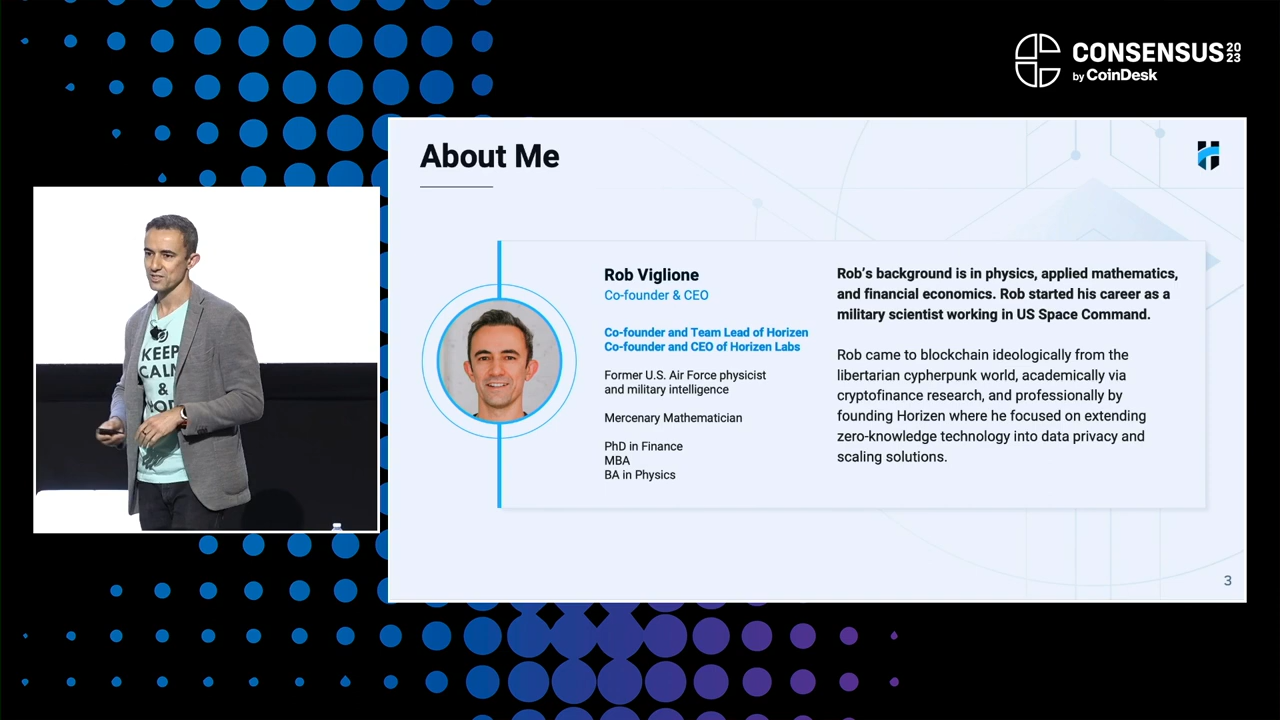 CONSENSUS 20 23
by CoinDesk
About Me
Rob Viglione
Co-founder & CEO
Co-founder and Team Lead of Horizen
Co-founder and CEO of Horizen Labs
Former U.S. Air Force physicist
and military intelligence
Mercenary Mathematician
PhD in Finance
MBA
BA in Physics
Rob’s background is in physics, applied mathematics,
and financial economics. Rob started his career as a
military scientist working in US Space Command.
Rob came to blockchain ideologically from the
libertarian cypherpunk world, academically via
cryptofinance research, and professionally by
founding Horizen where he focused on extending
zero-knowledge technology into data privacy and
scaling solutions.
3
KEEP
CALM
&